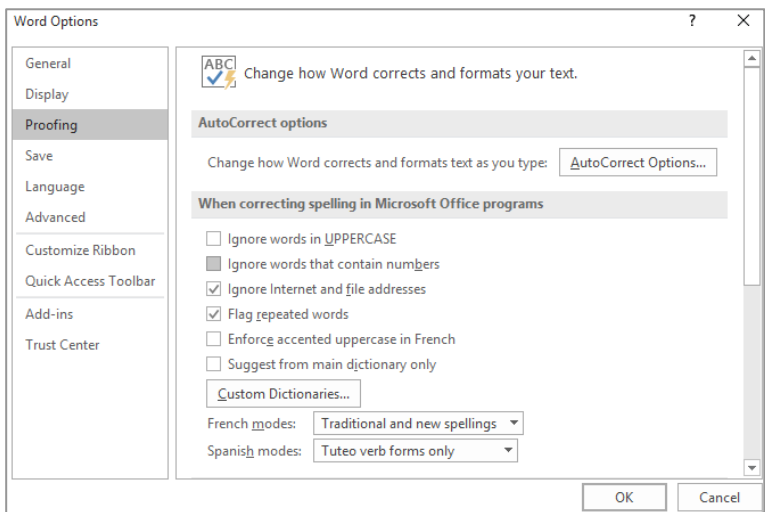 Word Options ? X
General
Display
Proofing
Save
Language
Advanced
Customize Ribbon
Quick Access Toolbar
Add-ins
Trust Center
ABC Change how Word corrects and formats your text.
AutoCorrect options
Change how Word corrects and formats text as you type: AutoCorrect Options...
When correcting spelling in Microsoft Office programs
Ignore words in UPPERCASE
Ignore words that contain numbers
Ignore Internet and file addresses
Flag repeated words
Enforce accented uppercase in French
Suggest from main dictionary only
Custom Dictionaries...
French modes: Traditional and new spellings
Spanish modes: Tuteo verb forms only
OK Cancel